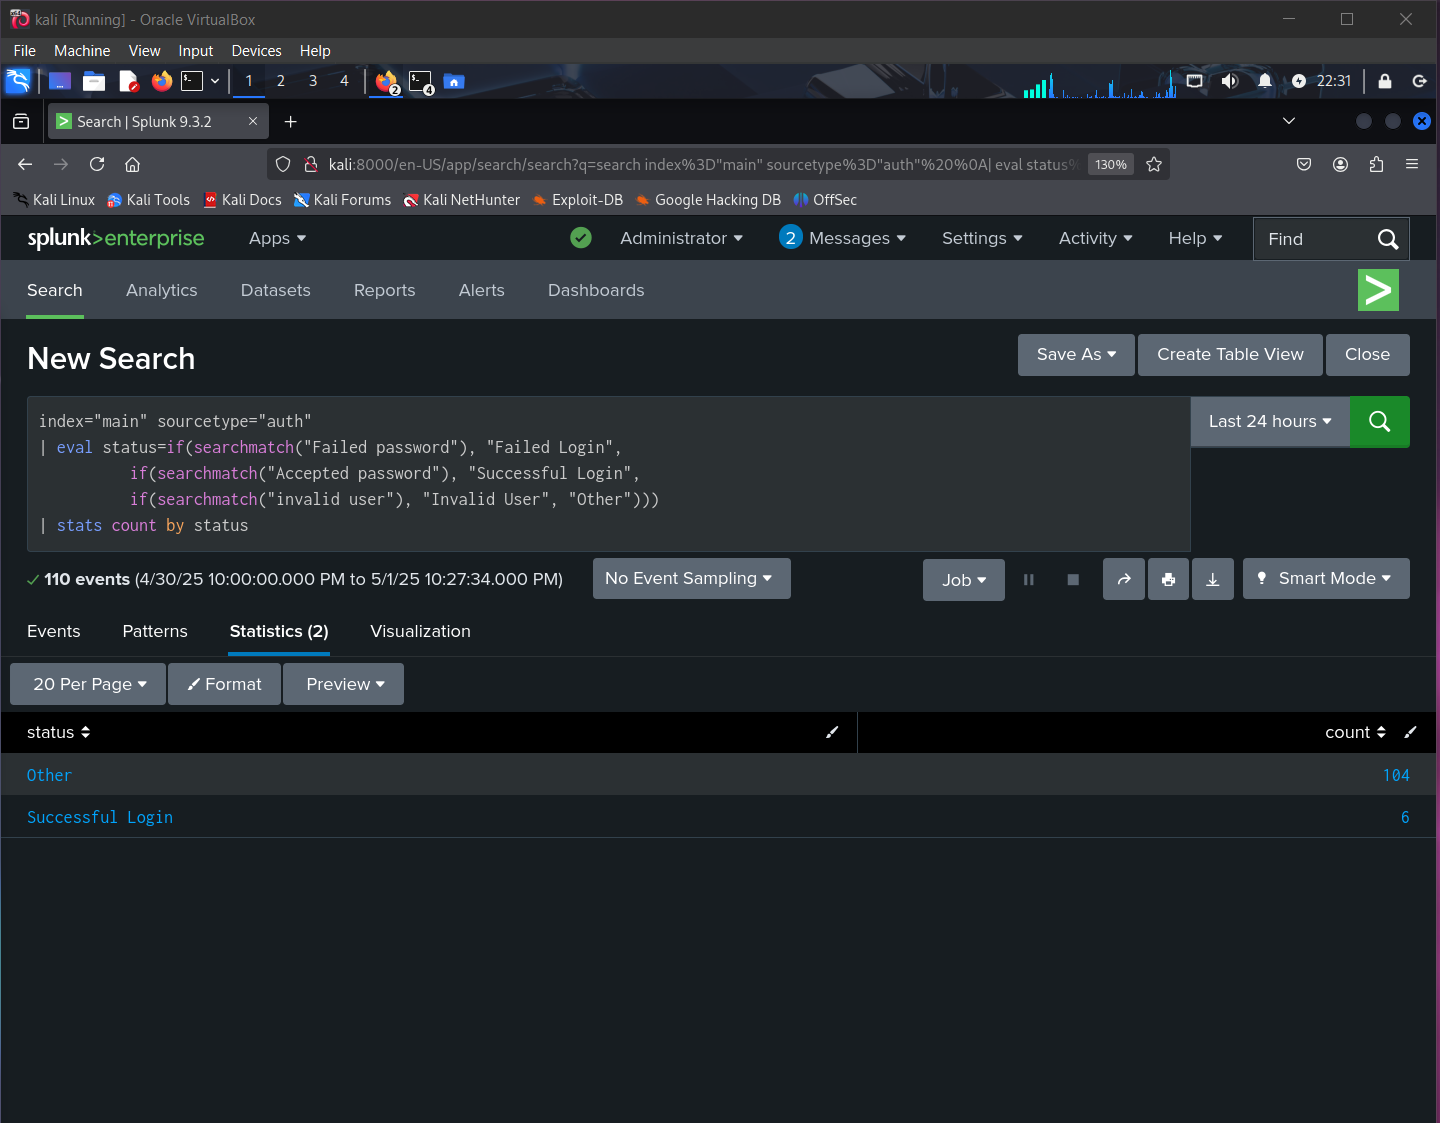 kali [Running] - Oracle VirtualBox
File Machine View Input Devices Help
1 2 3 4 2 4 22:31
Search | Splunk 9.3.2
kali:8000/en-US/app/search/search?q=search index%3D"main" sourcetype%3D"auth"%20%0A| eval status% 130%
Kali Linux Kali Tools Kali Docs Kali Forums Kali NetHunter Exploit-DB Google Hacking DB OffSec
splunk>enterprise Apps Administrator 2 Messages Settings Activity Help Find
Search Analytics Datasets Reports Alerts Dashboards
New Search Save As Create Table View Close
index="main" sourcetype="auth" Last 24 hours
| eval status=if(searchmatch("Failed password"), "Failed Login",
if(searchmatch("Accepted password"), "Successful Login",
if(searchmatch("invalid user"), "Invalid User", "Other")))
| stats count by status
110 events (4/30/25 10:00:00.000 PM to 5/1/25 10:27:34.000 PM) No Event Sampling Job Smart Mode
Events Patterns Statistics (2) Visualization
20 Per Page Format Preview
status count
Other 104
Successful Login 6